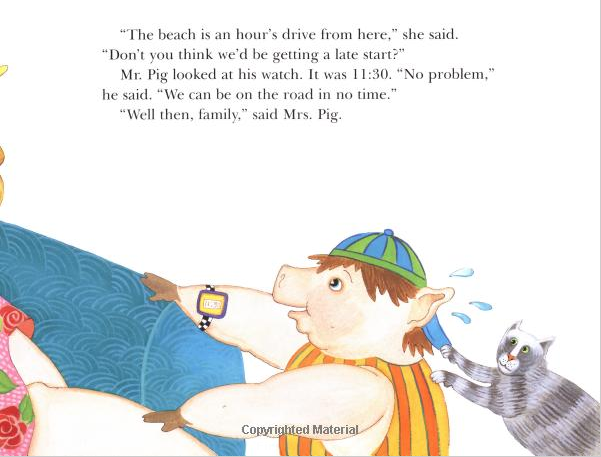 “The beach is an hour’s drive from here,” she said.
“Don’t you think we’d be getting a late start?”
Mr. Pig looked at his watch. It was 11:30. “No problem,”
he said. “We can be on the road in no time.”
“Well then, family,” said Mrs. Pig.
Copyrighted Material